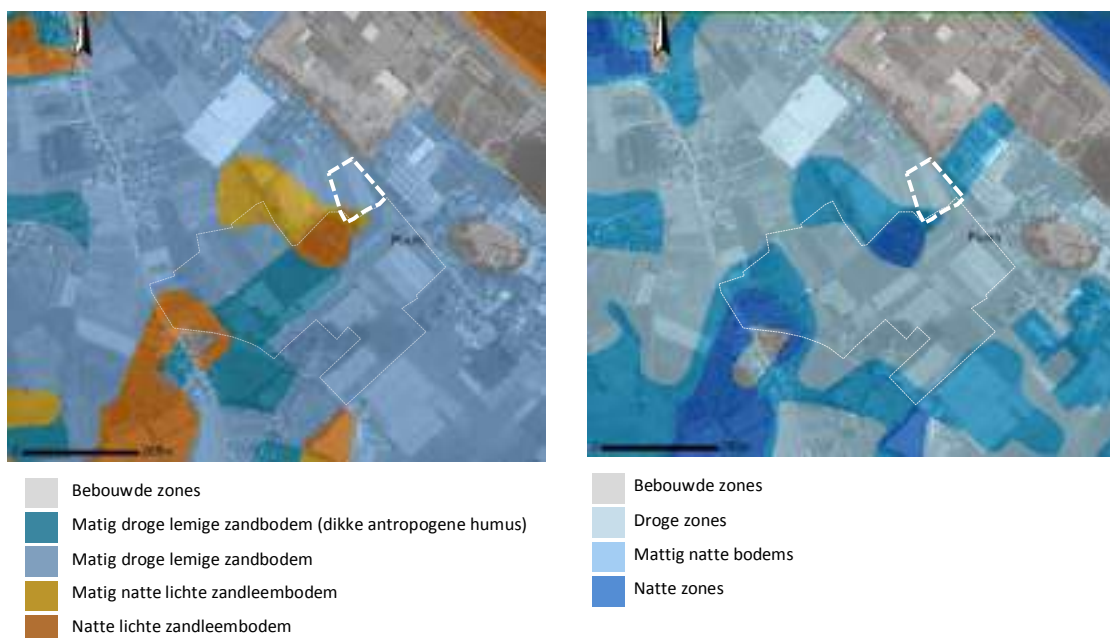 Bebouwde zones
Matig droge lemige zandbodem (dikke antropogene humus)
Matig droge lemige zandbodem
Matig natte lichte zandleembodem
Natte lichte zandleembodem
Bebouwde zones
Droge zones
Mattig natte bodems
Natte zones